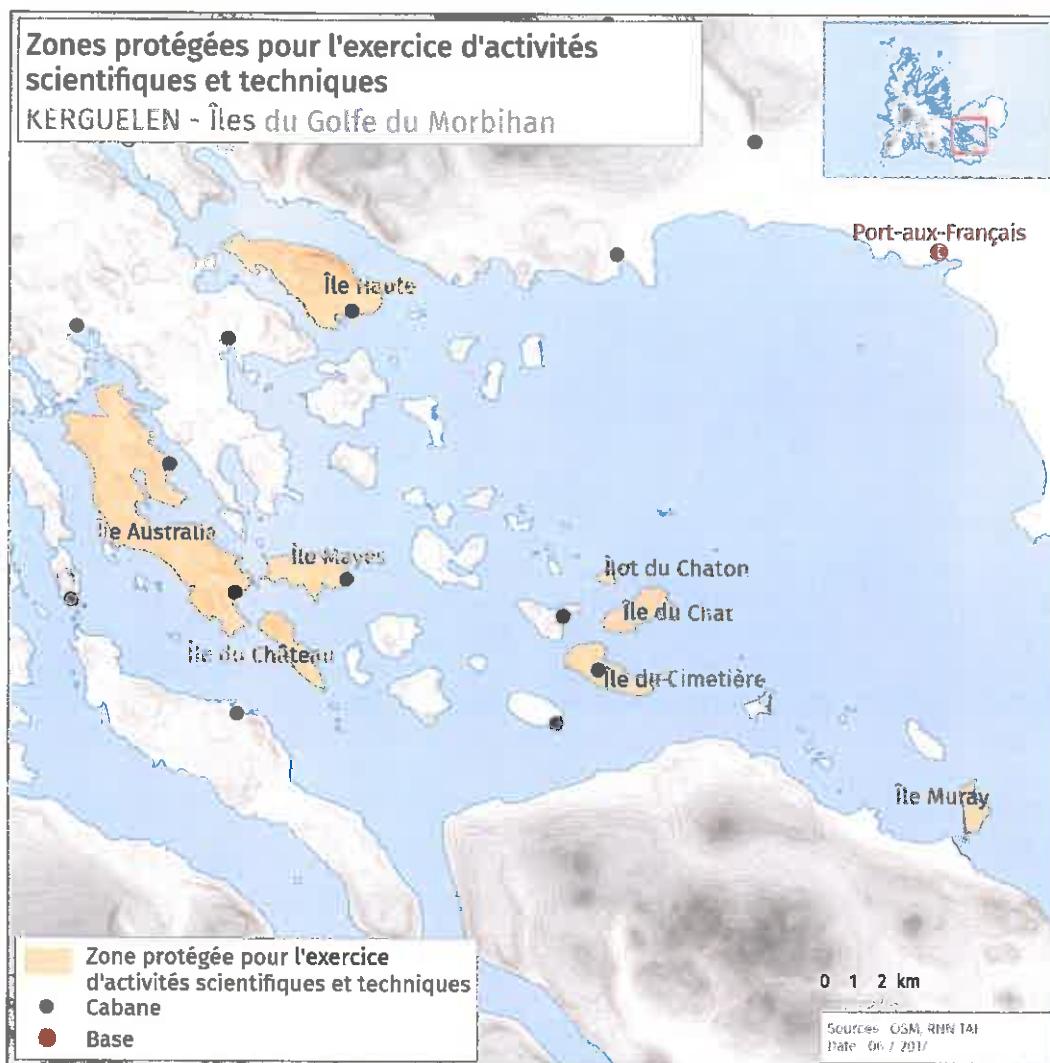 Zones protégées pour l'exercice d'activités
scientifiques et techniques
KERGUELEN - Îles du Golfe du Morbihan
Port-aux-Français
Île Haute
Île Australia
Île Mayes
Îlot du Chaton
Île du Chat
Île du Château
Île du Cimetière
Île Muray
Zone protégée pour l'exercice
d'activités scientifiques et techniques
Cabane
Base
0 1 2 km
Sources OSM, RNN TAF
Date 06 / 2017